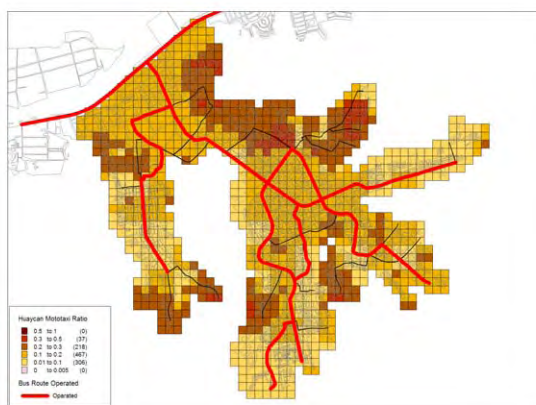 Huaycan Mototaxi Ratio
0.5 to 1 (0)
0.3 to 0.5 (37)
0.2 to 0.3 (218)
0.1 to 0.2 (467)
0.01 to 0.1 (306)
0 to 0.005 (0)
Bus Route Operated
Operated